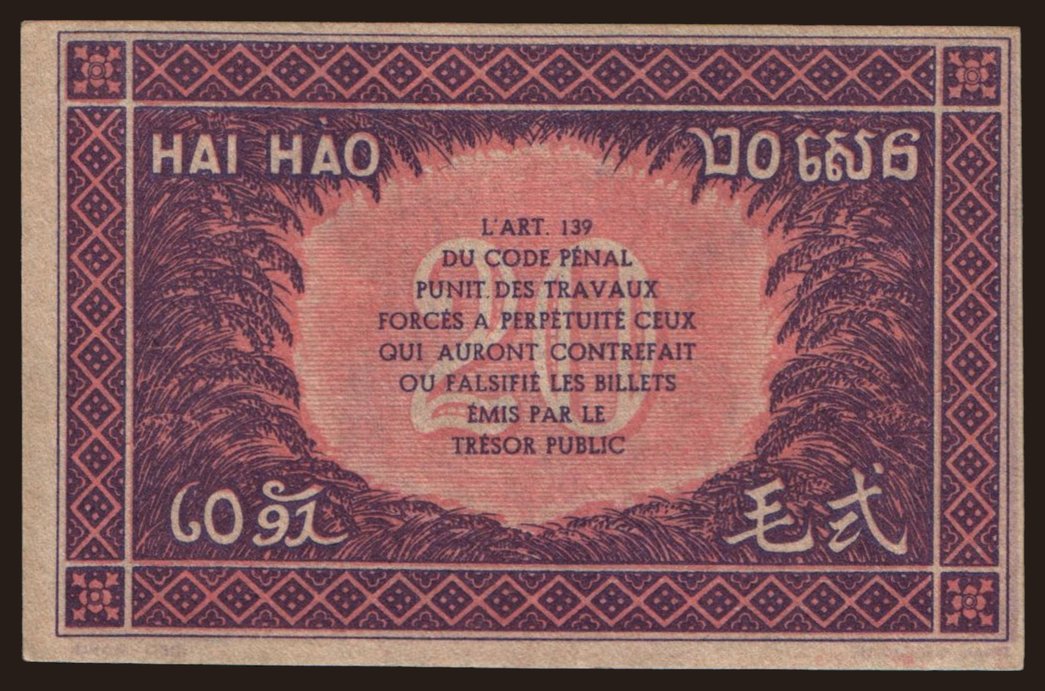 HAI HÀO
២០ សេន
L'ART. 139
DU CODE PÉNAL
PUNIT DES TRAVAUX
FORCÉS A PERPÉTUITÉ CEUX
QUI AURONT CONTREFAIT
OU FALSIFIÉ LES BILLETS
ÉMIS PAR LE
TRÉSOR PUBLIC
20
毛弍